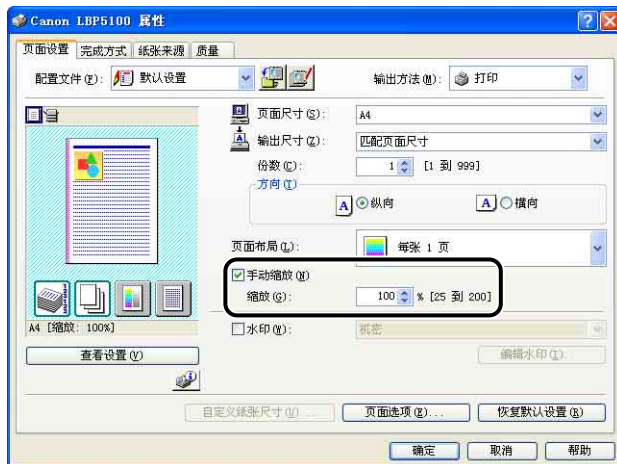 Canon LBP5100 属性
页面设置 完成方式 纸张来源 质量
配置文件(F): 默认设置 输出方法(M): 打印
页面尺寸(S): A4
输出尺寸(Z): 匹配页面尺寸
份数(C): 1 [1 到 999]
方向(T)
A 纵向 A 横向
页面布局(L): 每张 1 页
手动缩放(N)
缩放(G): 100 % [25 到 200]
A4 [缩放: 100%]
水印(W): 机密
查看设置(V) 编辑水印(I)...
自定义纸张尺寸(U)... 页面选项(E)... 恢复默认设置(R)
确定 取消 帮助